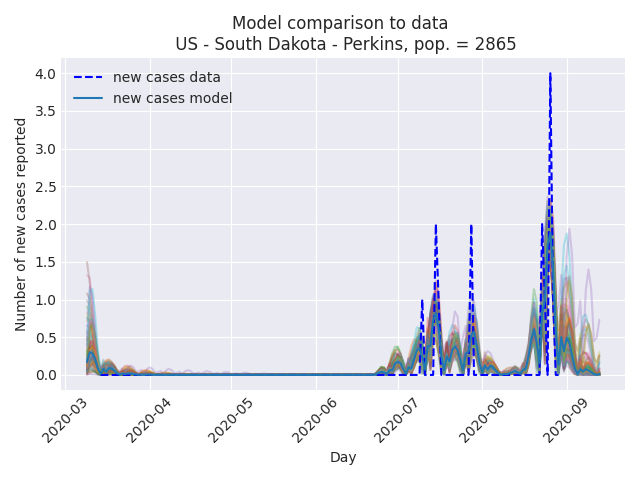 Model comparison to data
US - South Dakota - Perkins, pop. = 2865
new cases data
new cases model
Number of new cases reported
4.0
3.5
3.0
2.5
2.0
1.5
1.0
0.5
0.0
2020-03
2020-04
2020-05
2020-06
2020-07
2020-08
2020-09
Day